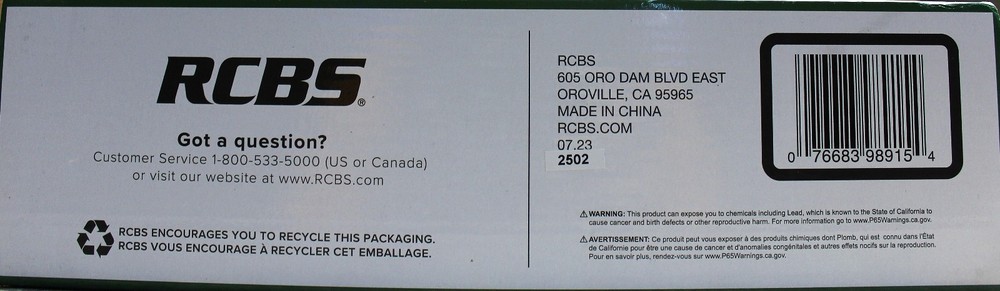 RCBS®
Got a question?
Customer Service 1-800-533-5000 (US or Canada)
or visit our website at www.RCBS.com
RCBS ENCOURAGES YOU TO RECYCLE THIS PACKAGING.
RCBS VOUS ENCOURAGE À RECYCLER CET EMBALLAGE.
RCBS
605 ORO DAM BLVD EAST
OROVILLE, CA 95965
MADE IN CHINA
RCBS.COM
07.23
2502
0 76683 98915 4
⚠ WARNING: This product can expose you to chemicals including Lead, which is known to the State of California to
cause cancer and birth defects or other reproductive harm. For more information go to www.P65Warnings.ca.gov.
⚠ AVERTISSEMENT: Ce produit peut vous exposer à des produits chimiques dont Plomb, qui est connu dans l'État
de Californie pour être une cause de cancer et d'anomalies congénitales et autres effets nocifs sur la reproduction.
Pour en savoir plus, rendez-vous sur www.P65Warnings.ca.gov.